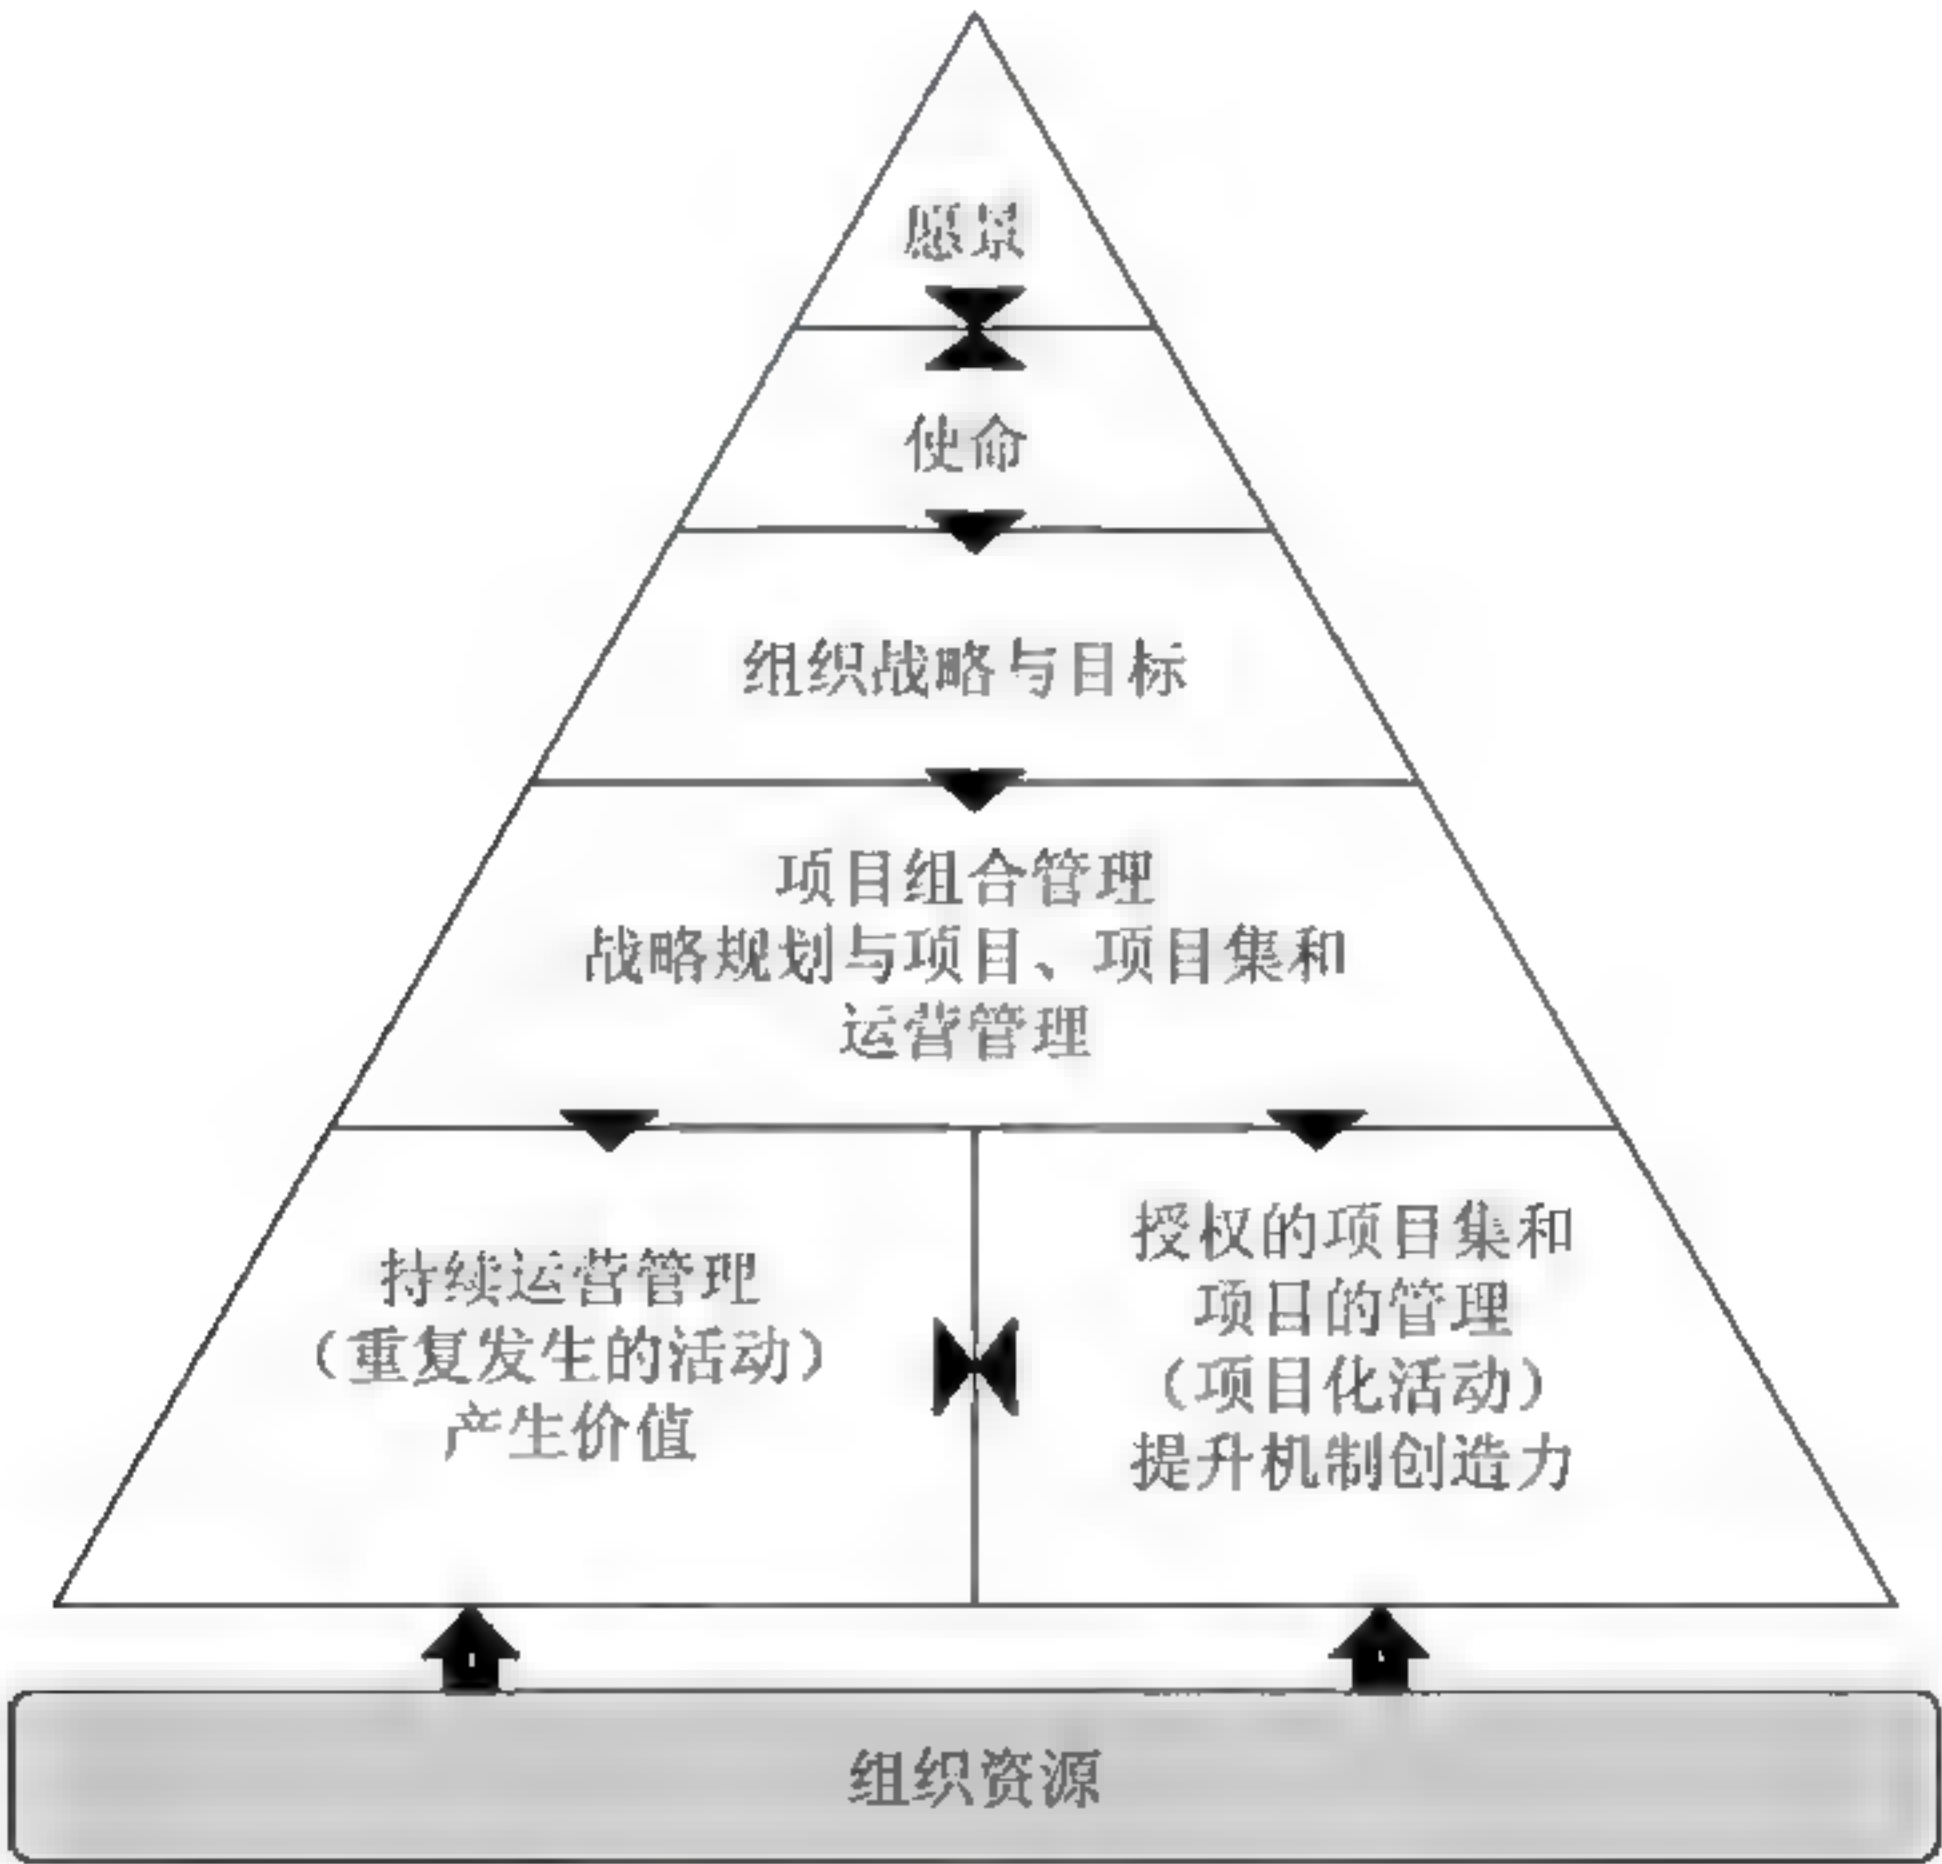 愿景
使命
组织战略与目标
项目组合管理
战略规划与项目、项目集和
运营管理
持续运营管理
（重复发生的活动）
产生价值
授权的项目集和
项目的管理
（项目化活动）
提升机制创造力
组织资源